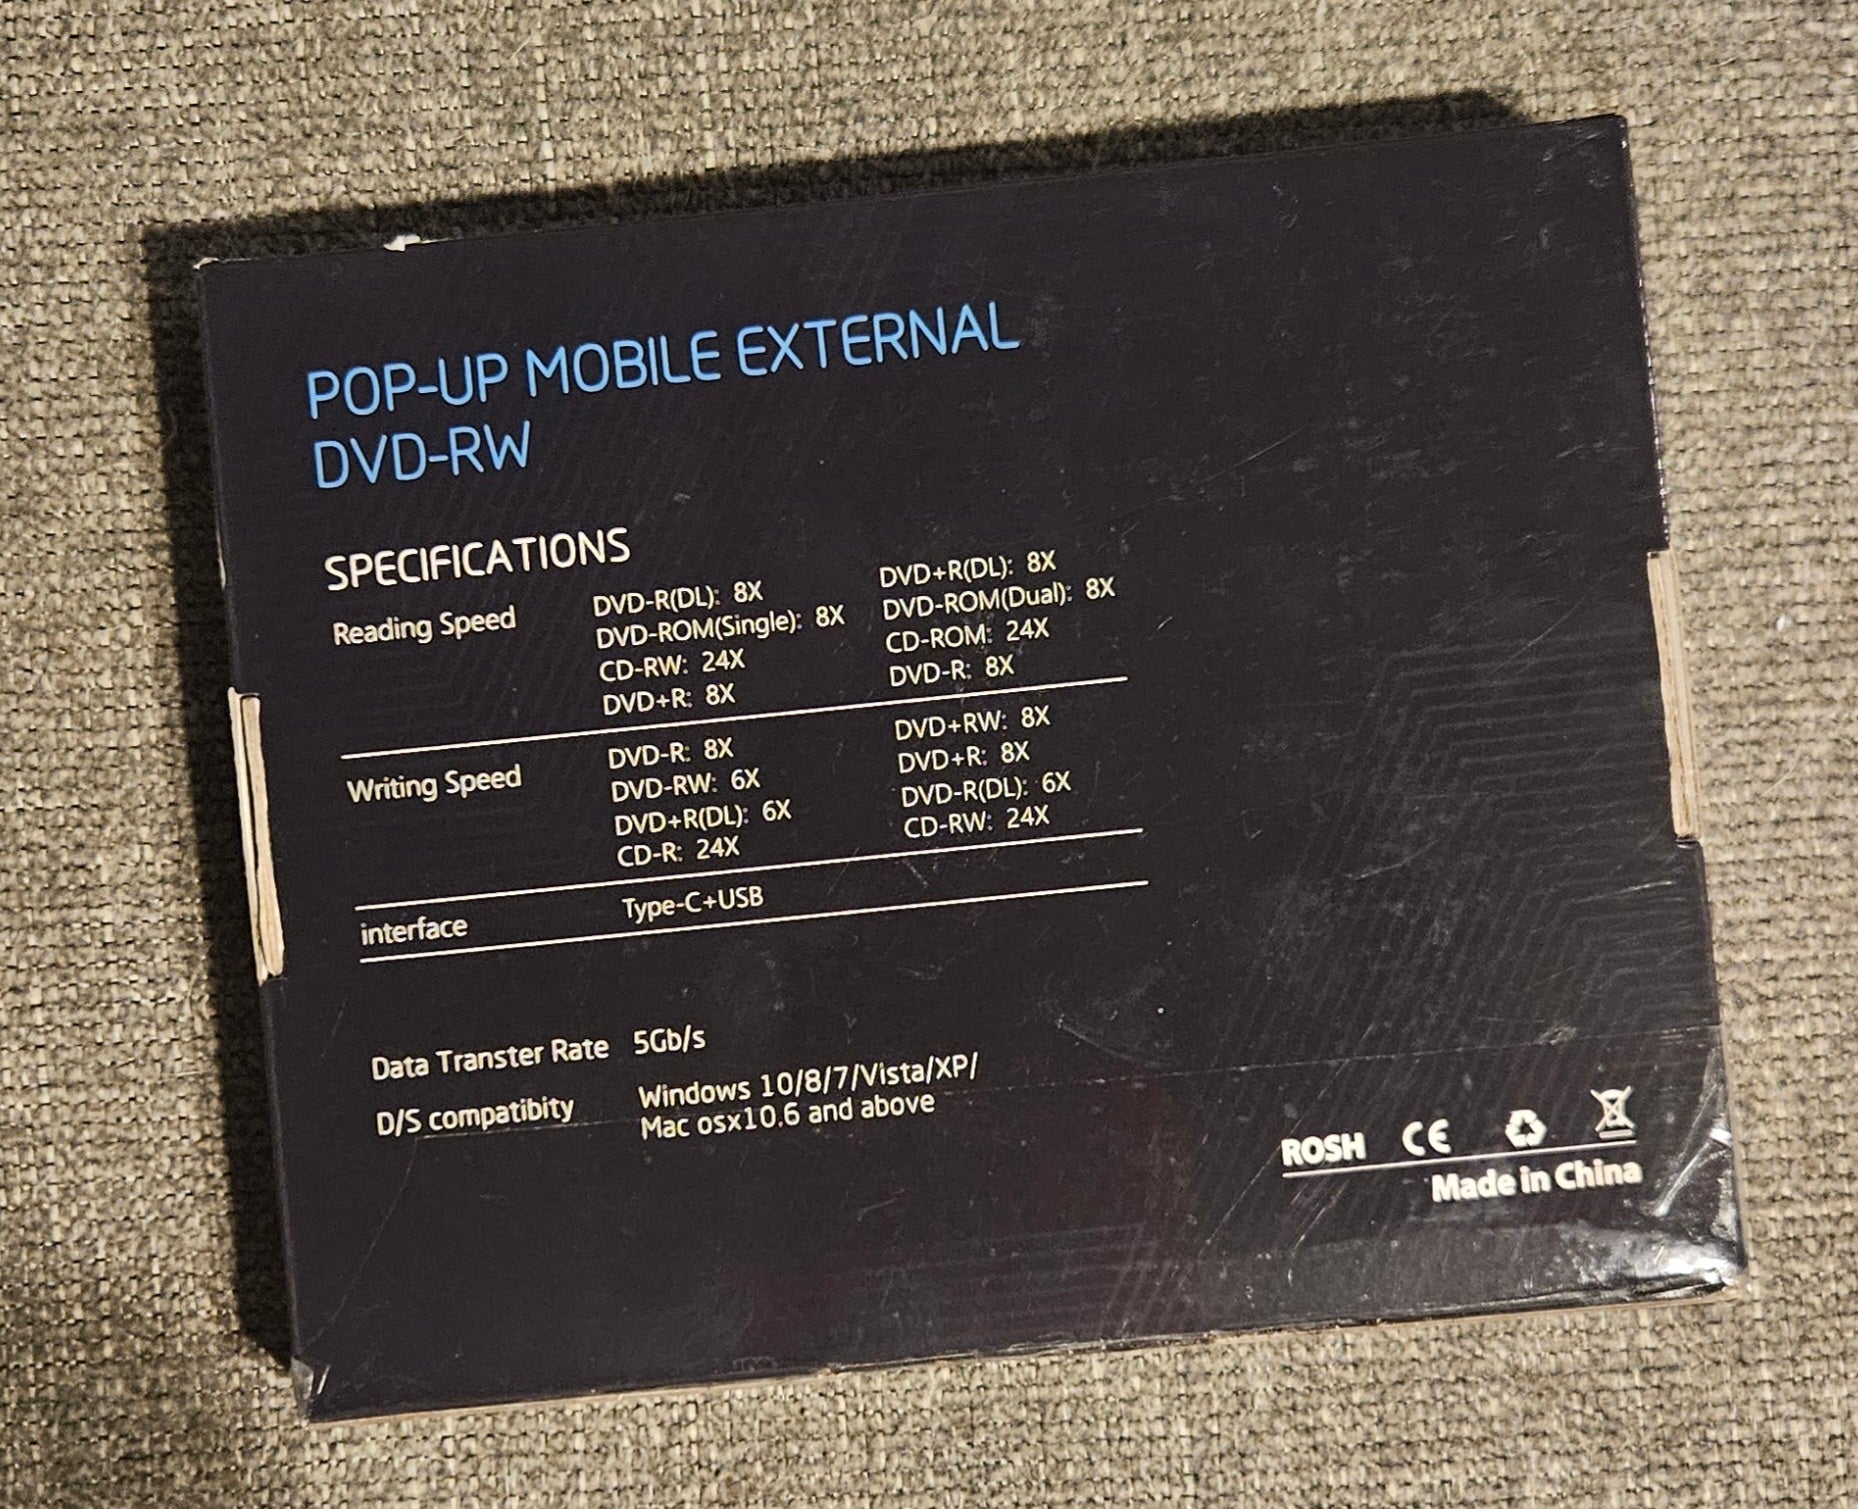 POP-UP MOBILE EXTERNAL
DVD-RW
SPECIFICATIONS
Reading Speed DVD-R(DL): 8X DVD+R(DL): 8X
DVD-ROM(Single): 8X DVD-ROM(Dual): 8X
CD-RW: 24X CD-ROM: 24X
DVD+R: 8X DVD-R: 8X
Writing Speed DVD-R: 8X DVD+RW: 8X
DVD-RW: 6X DVD+R: 8X
DVD+R(DL): 6X DVD-R(DL): 6X
CD-R: 24X CD-RW: 24X
interface Type-C+USB
Data Transter Rate 5Gb/s
D/S compatibity Windows 10/8/7/Vista/XP/
Mac osx10.6 and above
ROSH CE
Made in China